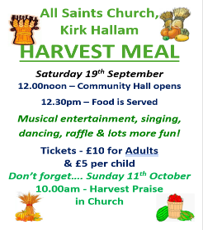 All Saints Church,
Kirk Hallam
HARVEST MEAL
Saturday 19th September
12.00noon – Community Hall opens
12.30pm – Food is Served
Musical entertainment, singing,
dancing, raffle & lots more fun!
Tickets - £10 for Adults
& £5 per child
Don't forget.... Sunday 11th October
10.00am - Harvest Praise
in Church